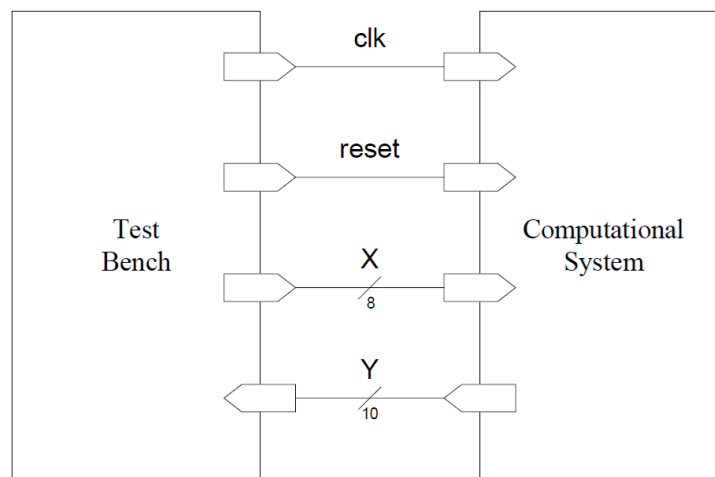 clk
reset
Test
Bench
Computational
System
X
8
Y
10